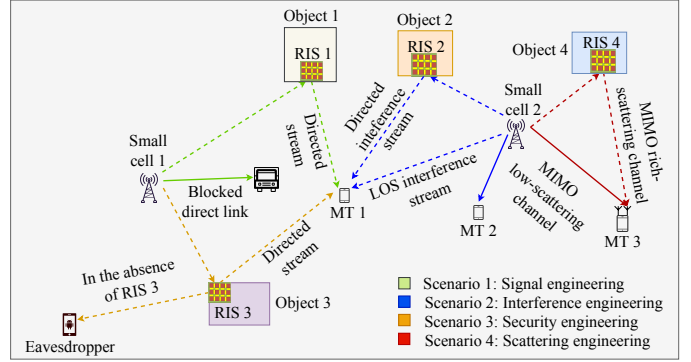 Object 1
RIS 1
Object 2
RIS 2
Object 4
RIS 4
Small
cell 2
Small
cell 1
Directed
stream
Directed
inteference
stream
MIMO rich-
scattering channel
Blocked
direct link
LOS interference
stream
MIMO
low-scattering
channel
MT 1
MT 2
MT 3
In the absence
of RIS 3
Directed
stream
RIS 3
Object 3
Eavesdropper
Scenario 1: Signal engineering
Scenario 2: Interference engineering
Scenario 3: Security engineering
Scenario 4: Scattering engineering